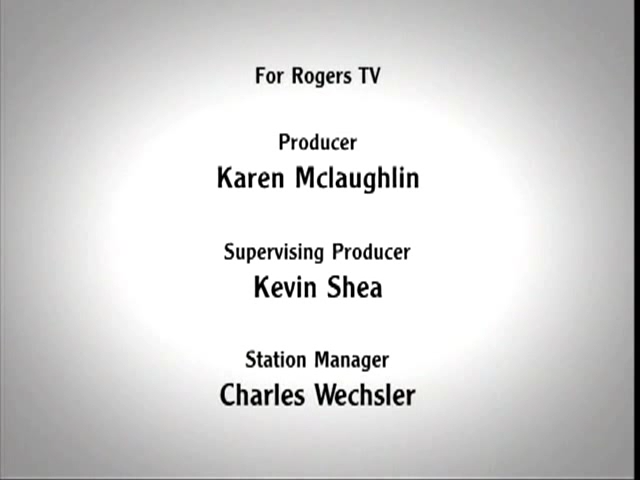 For Rogers TV
Producer
Karen Mclaughlin
Supervising Producer
Kevin Shea
Station Manager
Charles Wechsler